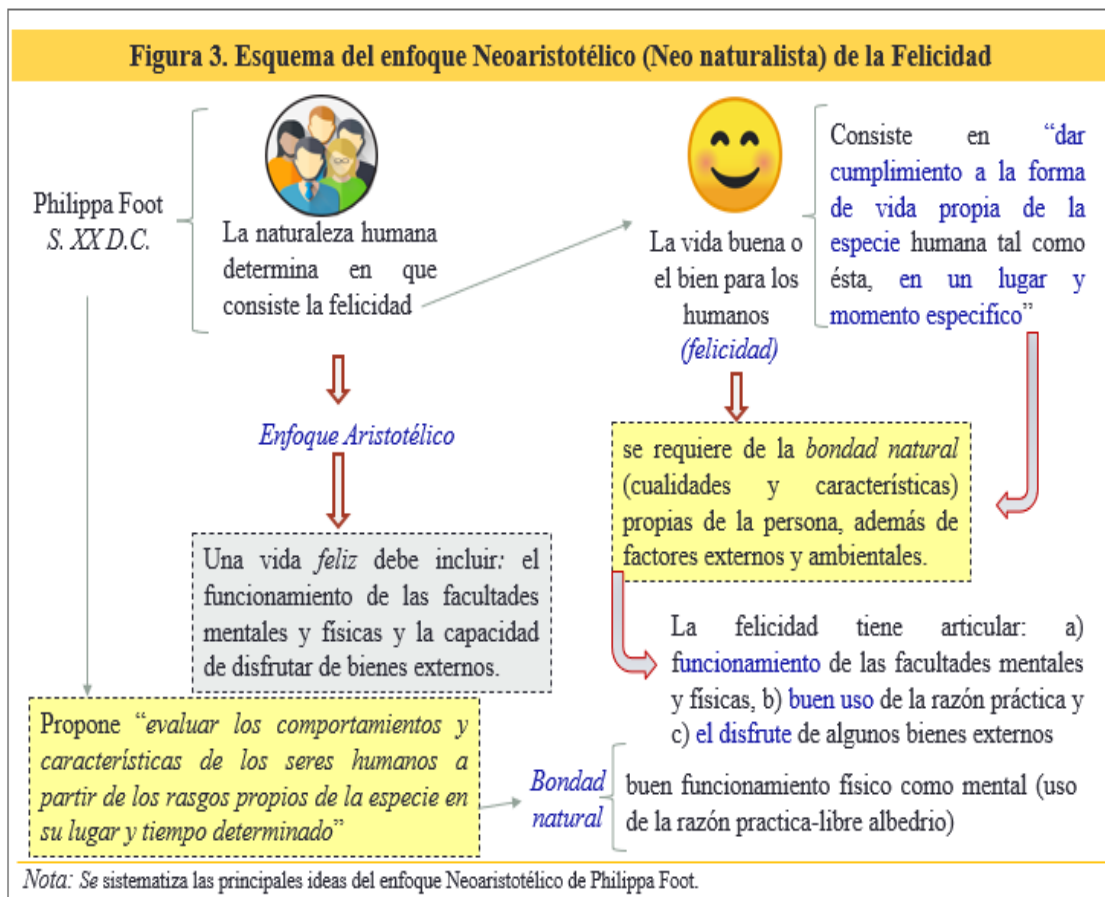 Figura 3. Esquema del enfoque Neoaristotélico (Neo naturalista) de la Felicidad
Philippa Foot
S. XX D.C.
La naturaleza humana
determina en que
consiste la felicidad
La vida buena o
el bien para los
humanos
(felicidad)
Consiste en “dar
cumplimiento a la forma
de vida propia de la
especie humana tal como
ésta, en un lugar y
momento especifico”
Enfoque Aristotélico
Una vida feliz debe incluir: el
funcionamiento de las facultades
mentales y físicas y la capacidad
de disfrutar de bienes externos.
se requiere de la bondad natural
(cualidades y características)
propias de la persona, además de
factores externos y ambientales.
La felicidad tiene articular: a)
funcionamiento de las facultades mentales
y físicas, b) buen uso de la razón práctica y
c) el disfrute de algunos bienes externos
Propone “evaluar los comportamientos y
características de los seres humanos a
partir de los rasgos propios de la especie en
su lugar y tiempo determinado”
Bondad
natural
buen funcionamiento físico como mental (uso
de la razón practica-libre albedrio)
Nota: Se sistematiza las principales ideas del enfoque Neoaristotélico de Philippa Foot.